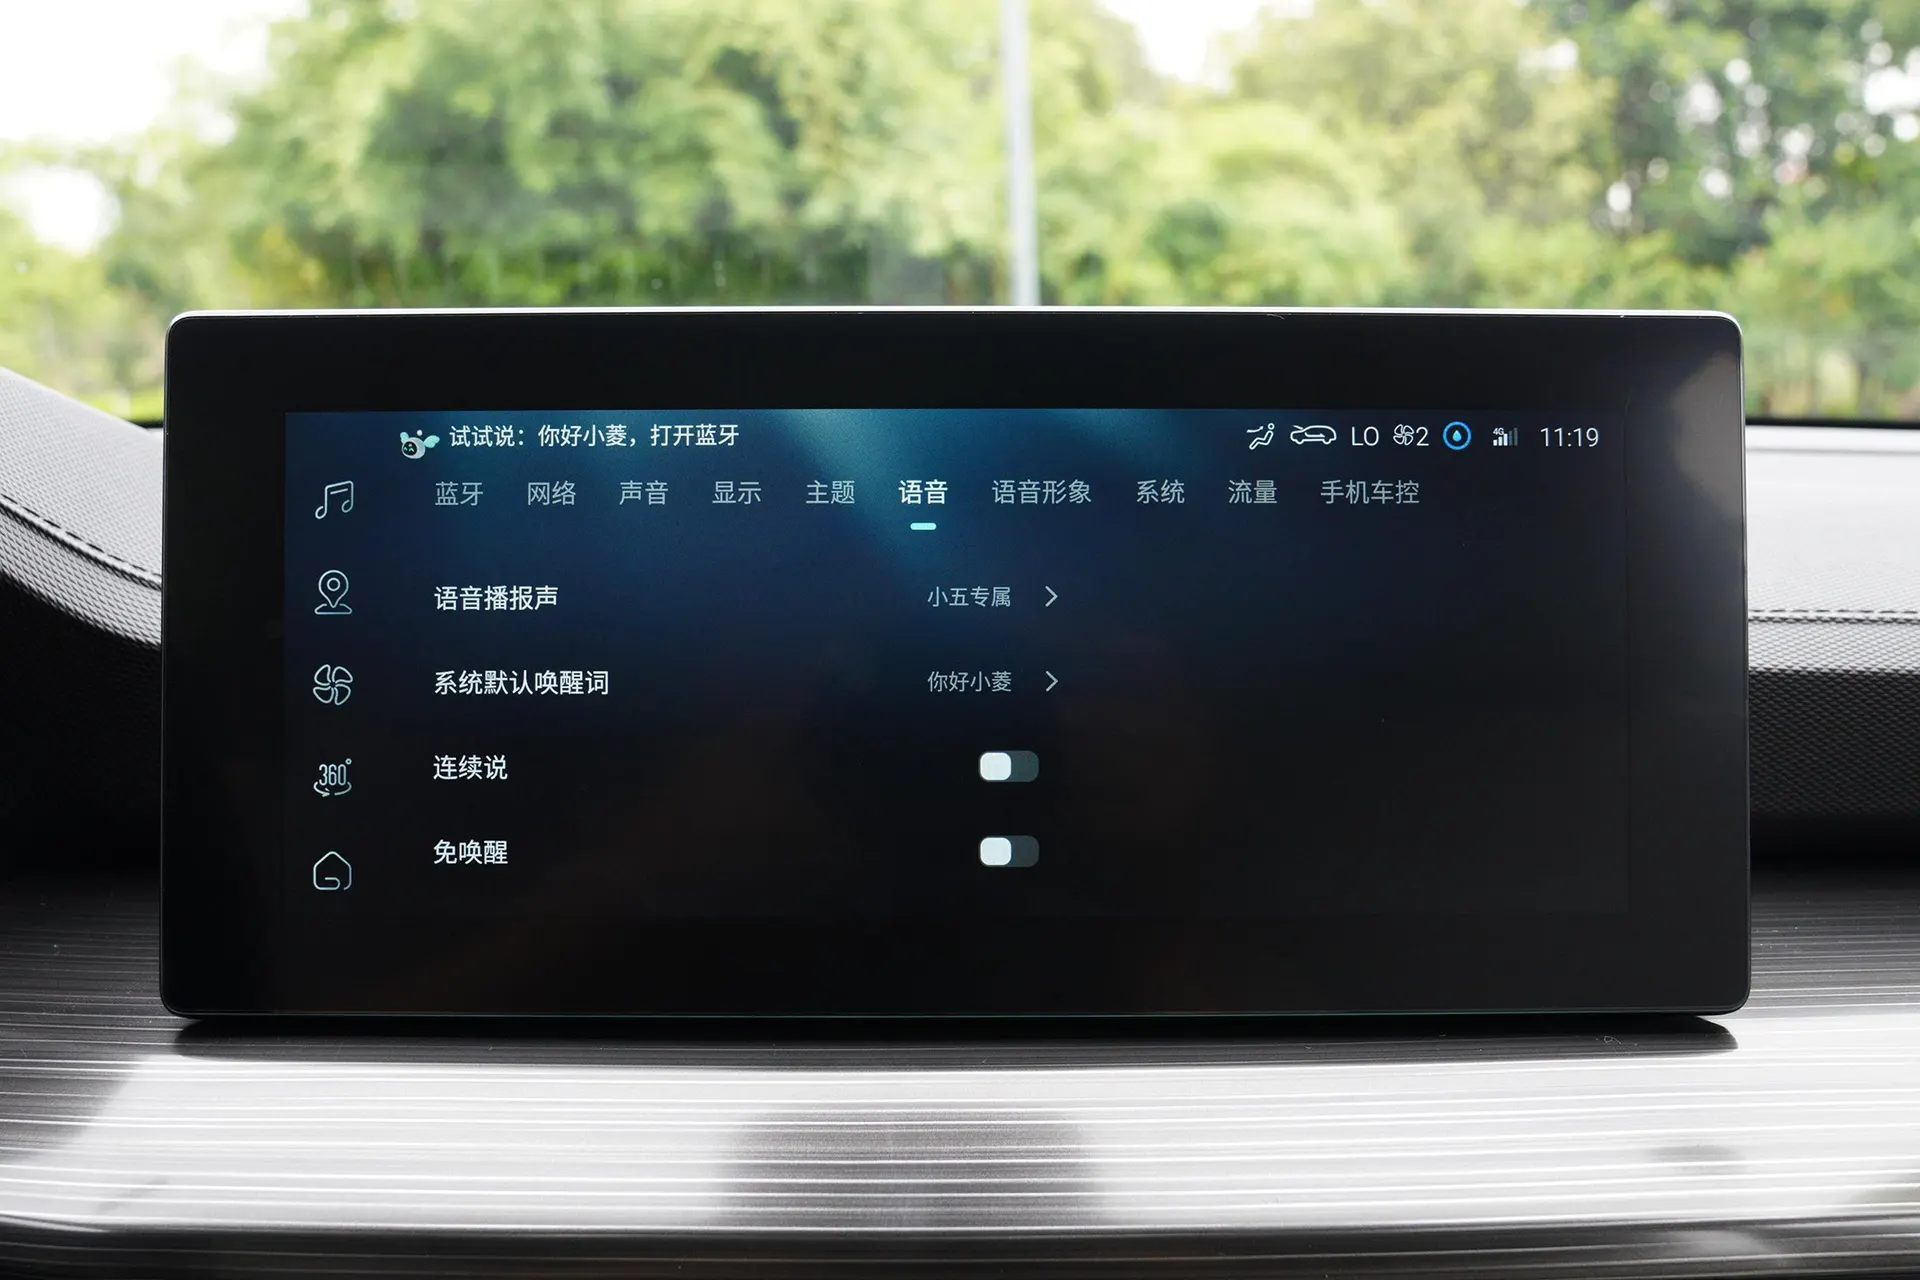 试试说：你好小菱，打开蓝牙 LO 2 4G 11:19
蓝牙 网络 声音 显示 主题 语音 语音形象 系统 流量 手机车控
语音播报声 小五专属
系统默认唤醒词 你好小菱
连续说
360°
免唤醒